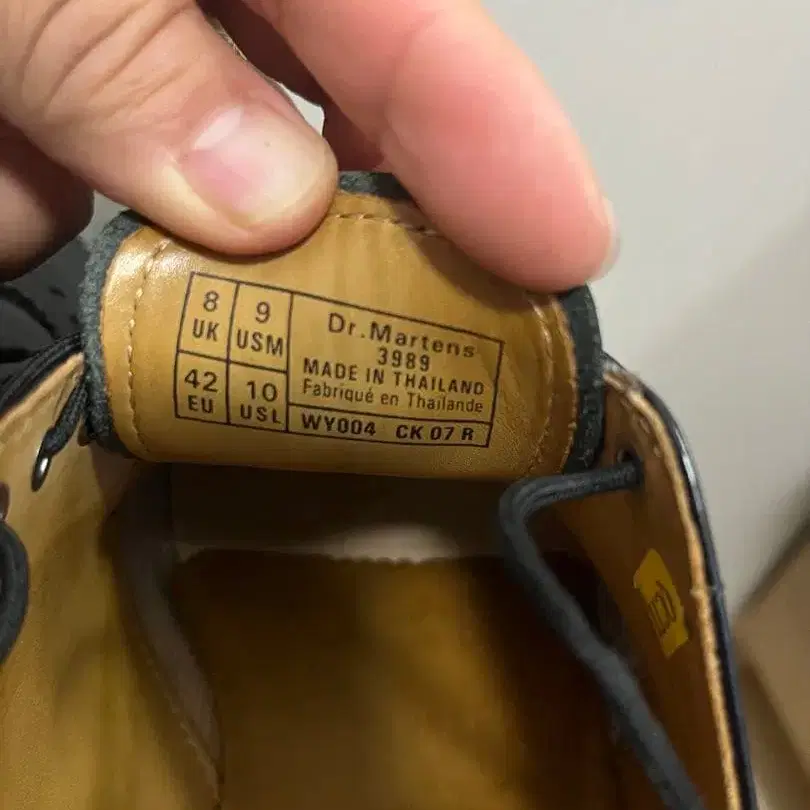 8 UK
9 USM
42 EU
10 USL
Dr.Martens
3989
MADE IN THAILAND
Fabriqué en Thailande
WY004 CK 07 R